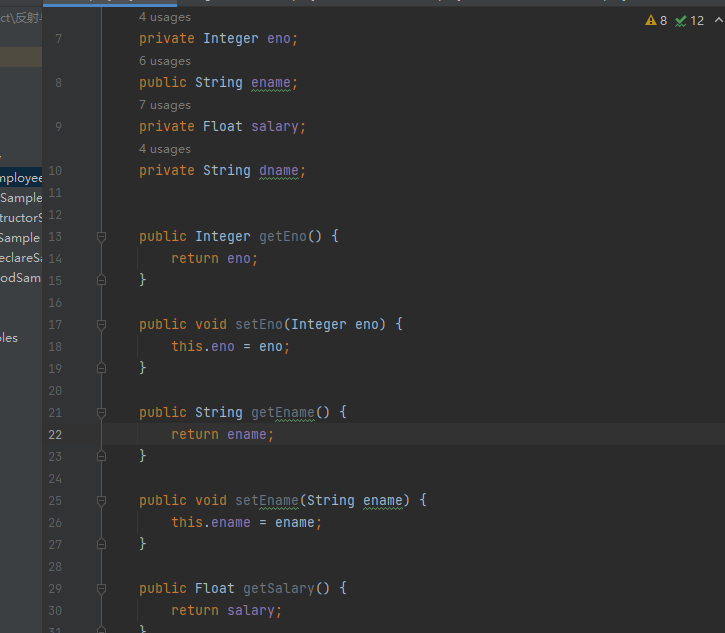 ct\反射
mployee
Sample
tructorS
Sample
eclareSa
odSam
les
8 12
4 usages
7 private Integer eno;
6 usages
8 public String ename;
7 usages
9 private Float salary;
4 usages
10 private String dname;
11
12
13 public Integer getEno() {
14 return eno;
15 }
16
17 public void setEno(Integer eno) {
18 this.eno = eno;
19 }
20
21 public String getEname() {
22 return ename;
23 }
24
25 public void setEname(String ename) {
26 this.ename = ename;
27 }
28
29 public Float getSalary() {
30 return salary;
31 }